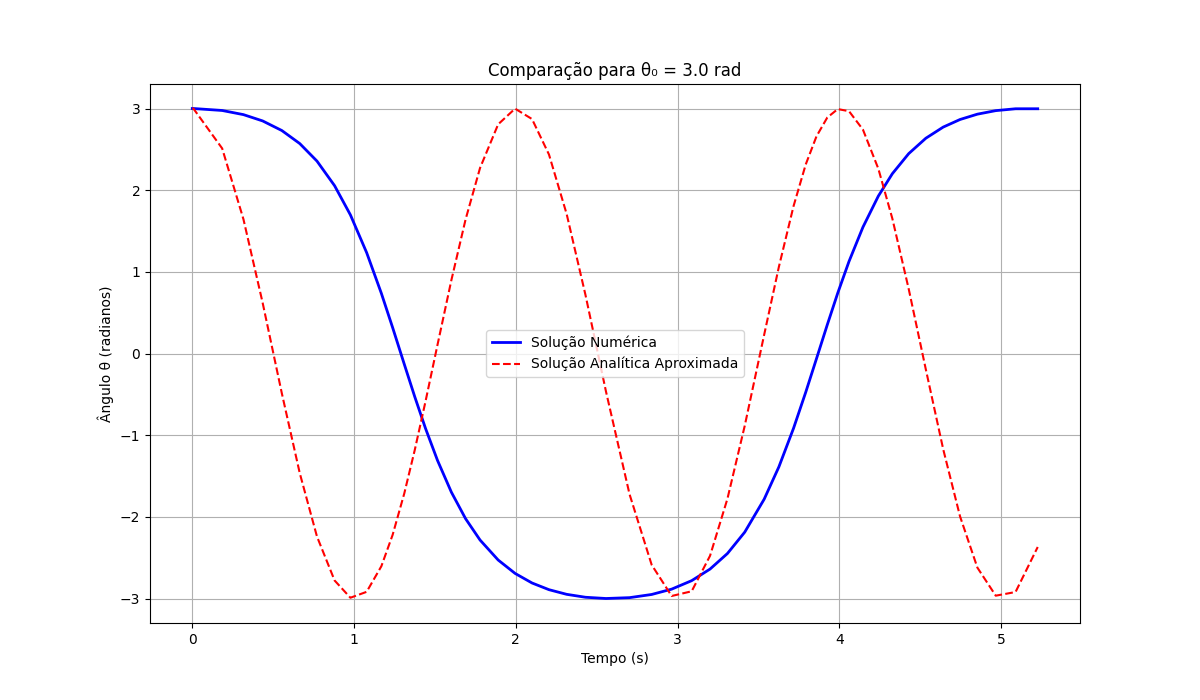 Comparação para θ₀ = 3.0 rad
Ângulo θ (radianos)
3
2
1
0
−1
−2
−3
Solução Numérica
Solução Analítica Aproximada
0 1 2 3 4 5
Tempo (s)